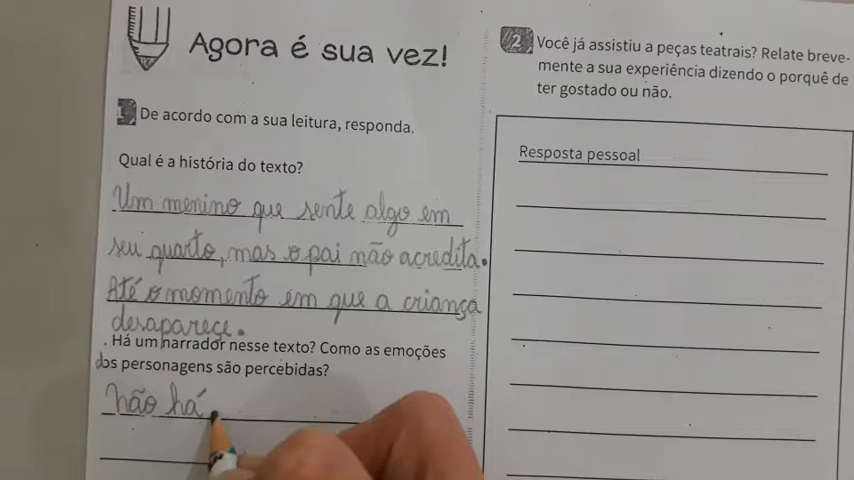 Agora é sua vez!
1 De acordo com a sua leitura, responda.
Qual é a história do texto?
Um menino que sente algo em
seu quarto, mas o pai não acredita.
Até o momento em que a criança
desaparece.
. Há um narrador nesse texto? Como as emoções
dos personagens são percebidas?
Não há
2 Você já assistiu a peças teatrais? Relate breve-
mente a sua experiência dizendo o porquê de
ter gostado ou não.
Resposta pessoal